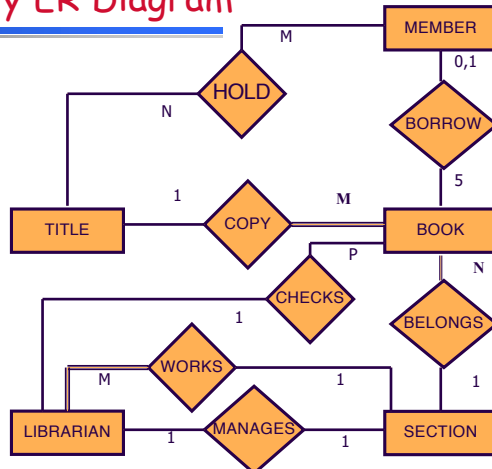 y ER Diagram
M
MEMBER
0,1
HOLD
N
BORROW
5
1
COPY
M
TITLE
BOOK
P
N
CHECKS
1
BELONGS
WORKS
M
1
1
LIBRARIAN
1
MANAGES
1
SECTION